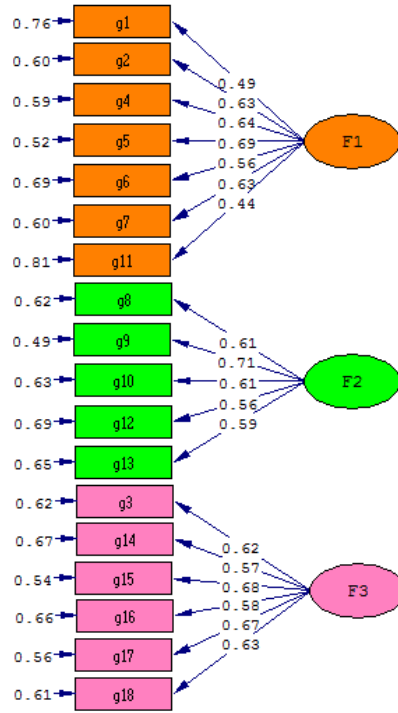 0.76 g1
0.60 g2
0.49
0.59 g4
0.63
0.64
0.52 g5
0.69
F1
0.69 g6
0.56
0.63
0.60 g7
0.44
0.81 g11
0.62 g8
0.49 g9
0.61
0.71
0.63 g10
0.61
F2
0.56
0.69 g12
0.59
0.65 g13
0.62 g3
0.67 g14
0.62
0.57
0.54 g15
0.68
F3
0.58
0.66 g16
0.67
0.63
0.56 g17
0.61 g18